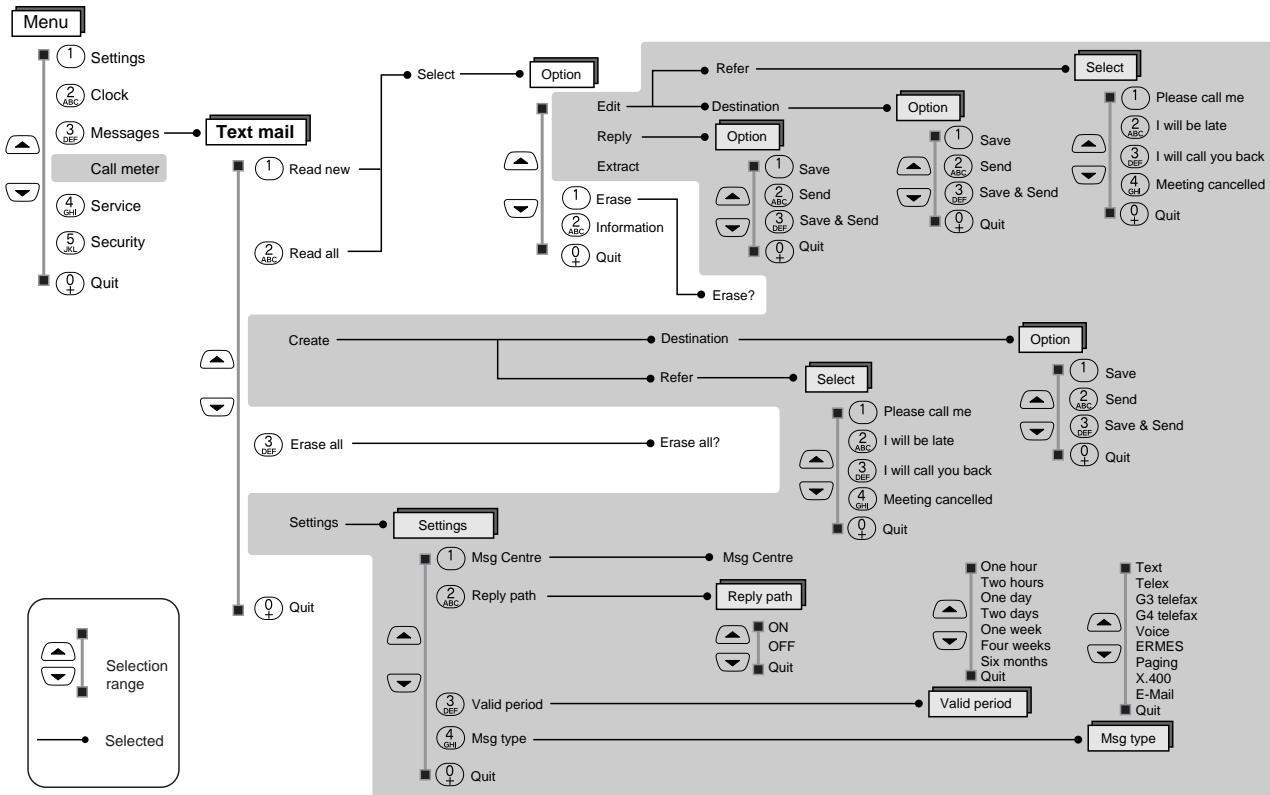 Menu
1 Settings
2 ABC Clock
3 DEF Messages
Call meter
4 GHI Service
5 JKL Security
0 + Quit
Text mail
1 Read new
2 ABC Read all
Create
3 DEF Erase all
Settings
0 + Quit
Select
Option
Edit
Reply
Extract
1 Erase
2 ABC Information
0 + Quit
Erase?
Refer
Destination
Option
1 Save
2 ABC Send
3 DEF Save & Send
0 + Quit
Option
1 Save
2 ABC Send
3 DEF Save & Send
0 + Quit
Select
1 Please call me
2 ABC I will be late
3 DEF I will call you back
4 GHI Meeting cancelled
0 + Quit
Destination
Refer
Option
1 Save
2 ABC Send
3 DEF Save & Send
0 + Quit
Select
1 Please call me
2 ABC I will be late
3 DEF I will call you back
4 GHI Meeting cancelled
0 + Quit
Erase all?
Settings
1 Msg Centre
2 ABC Reply path
3 DEF Valid period
4 GHI Msg type
0 + Quit
Msg Centre
Reply path
ON
OFF
Quit
One hour
Two hours
One day
Two days
One week
Four weeks
Six months
Quit
Valid period
Text
Telex
G3 telefax
G4 telefax
Voice
ERMES
Paging
X.400
E-Mail
Quit
Msg type
Selection
range
Selected